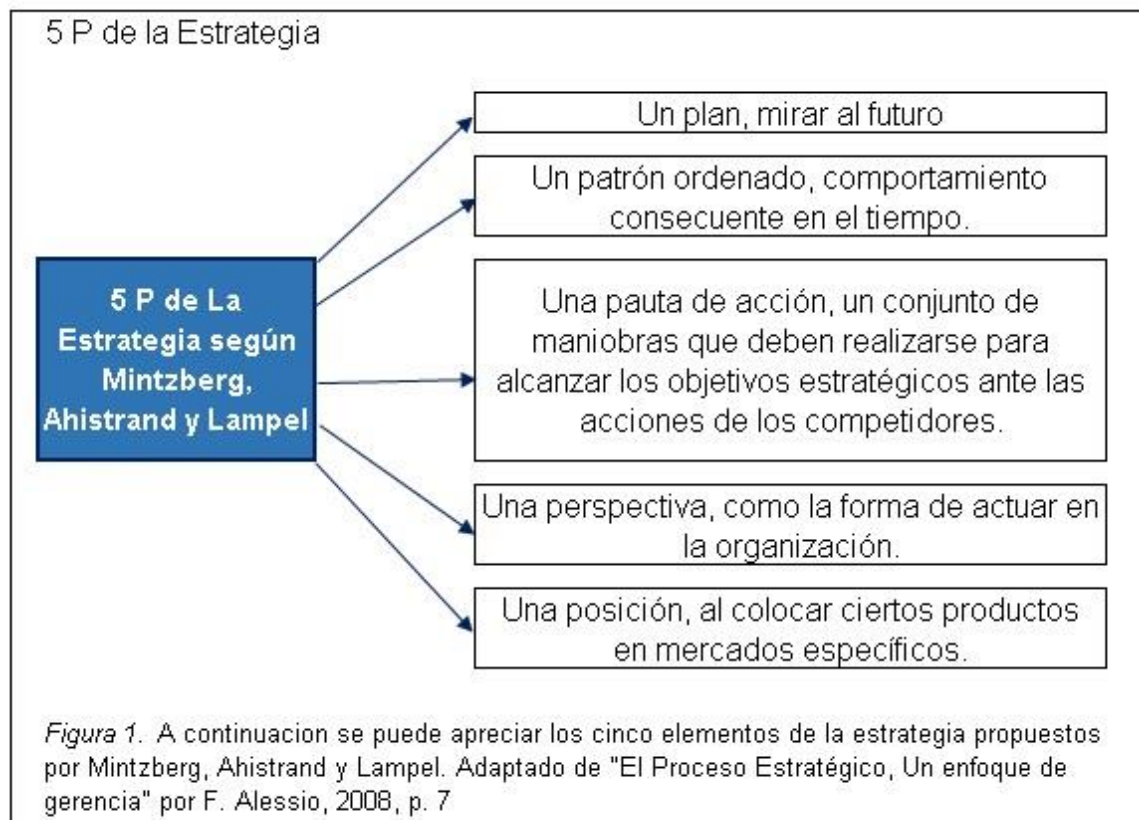 5 P de la Estrategia
Un plan, mirar al futuro
Un patrón ordenado, comportamiento
consecuente en el tiempo.
5 P de La
Estrategia según
Mintzberg,
Ahistrand y Lampel
Una pauta de acción, un conjunto de
maniobras que deben realizarse para
alcanzar los objetivos estratégicos ante las
acciones de los competidores.
Una perspectiva, como la forma de actuar en
la organización.
Una posición, al colocar ciertos productos
en mercados específicos.
Figura 1. A continuacion se puede apreciar los cinco elementos de la estrategia propuestos
por Mintzberg, Ahistrand y Lampel. Adaptado de "El Proceso Estratégico, Un enfoque de
gerencia" por F. Alessio, 2008, p. 7